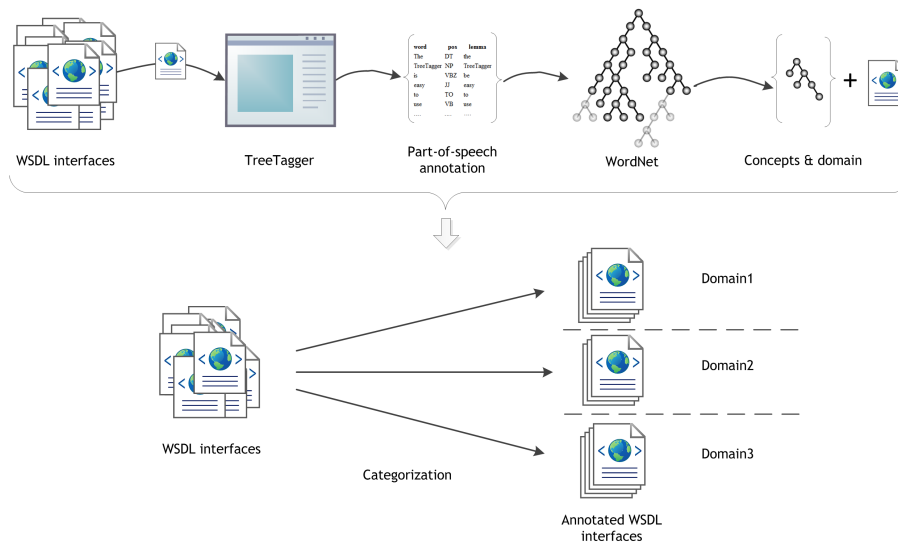 word pos lemma
The DT the
TreeTagger NP TreeTagger
is VBZ be
easy JJ easy
to TO to
use VB use
.... .... ....
WSDL interfaces
TreeTagger
Part-of-speech
annotation
WordNet
Concepts & domain
+
< >
Domain1
Domain2
WSDL interfaces
Domain3
Categorization
Annotated WSDL
interfaces